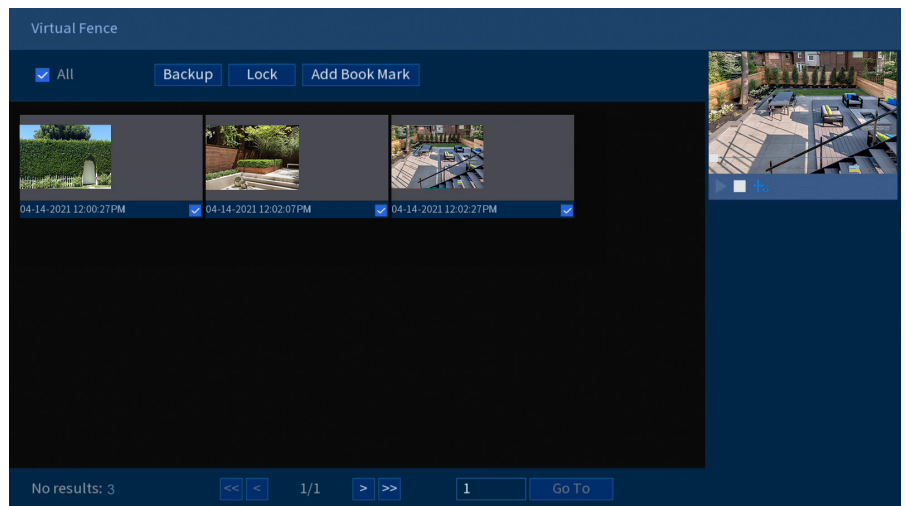 Virtual Fence
All
Backup
Lock
Add Book Mark
04-14-2021 12:00:27PM
04-14-2021 12:02:07PM
04-14-2021 12:02:27PM
No results: 3
<<
<
1/1
>
>>
1
Go To